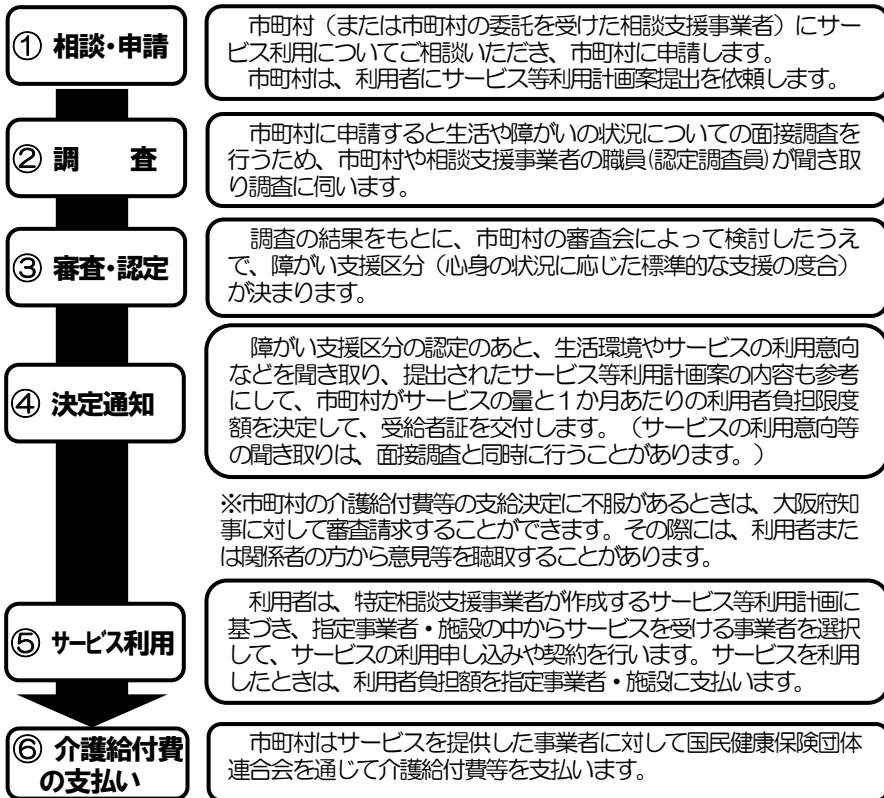 ① 相談・申請
市町村（または市町村の委託を受けた相談支援事業者）にサー
ビス利用についてご相談いただき、市町村に申請します。
市町村は、利用者にサービス等利用計画案提出を依頼します。
② 調　査
市町村に申請すると生活や障がいの状況についての面接調査を
行うため、市町村や相談支援事業者の職員(認定調査員)が聞き取
り調査に伺います。
③ 審査・認定
調査の結果をもとに、市町村の審査会によって検討したうえ
で、障がい支援区分（心身の状況に応じた標準的な支援の度合）
が決まります。
④ 決定通知
障がい支援区分の認定のあと、生活環境やサービスの利用意向
などを聞き取り、提出されたサービス等利用計画案の内容も参考
にして、市町村がサービスの量と１か月あたりの利用者負担限度
額を決定して、受給者証を交付します。（サービスの利用意向等
の聞き取りは、面接調査と同時に行うことがあります。）
※市町村の介護給付費等の支給決定に不服があるときは、大阪府知
事に対して審査請求することができます。その際には、利用者また
は関係者の方から意見等を聴取することがあります。
⑤ サービス利用
利用者は、特定相談支援事業者が作成するサービス等利用計画に
基づき、指定事業者・施設の中からサービスを受ける事業者を選択
して、サービスの利用申し込みや契約を行います。サービスを利用
したときは、利用者負担額を指定事業者・施設に支払います。
⑥ 介護給付費
の支払い
市町村はサービスを提供した事業者に対して国民健康保険団体
連合会を通じて介護給付費等を支払います。